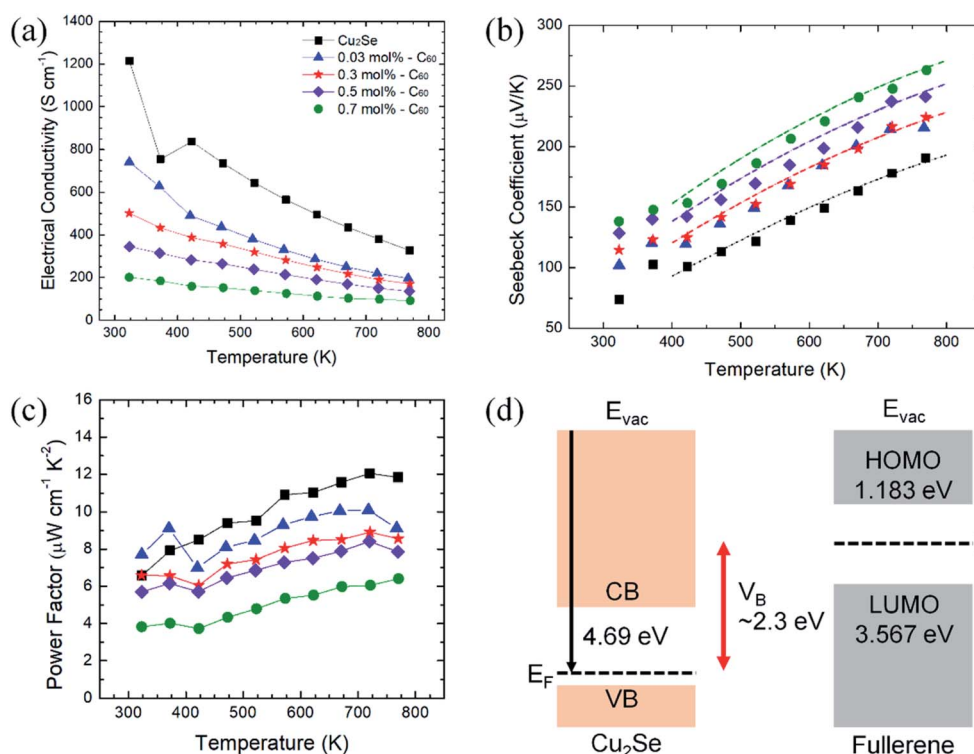 (a)
1400
1200
1000
800
600
400
200
0
Electrical Conductivity (S cm⁻¹)
Cu₂Se
0.03 mol% - C₆₀
0.3 mol% - C₆₀
0.5 mol% - C₆₀
0.7 mol% - C₆₀
300 400 500 600 700 800
Temperature (K)
(b)
300
250
200
150
100
50
Seebeck Coefficient (μV/K)
300 400 500 600 700 800
Temperature (K)
(c)
16
14
12
10
8
6
4
2
0
Power Factor (μW cm⁻¹ K⁻²)
300 400 500 600 700 800
Temperature (K)
(d)
E_vac
CB
4.69 eV
E_F
VB
Cu₂Se
V_B
~2.3 eV
E_vac
HOMO
1.183 eV
LUMO
3.567 eV
Fullerene